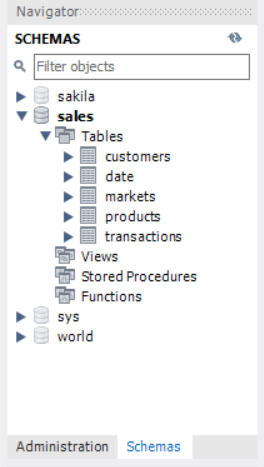 Navigator
SCHEMAS
Filter objects
sakila
sales
Tables
customers
date
markets
products
transactions
Views
Stored Procedures
Functions
sys
world
Administration Schemas